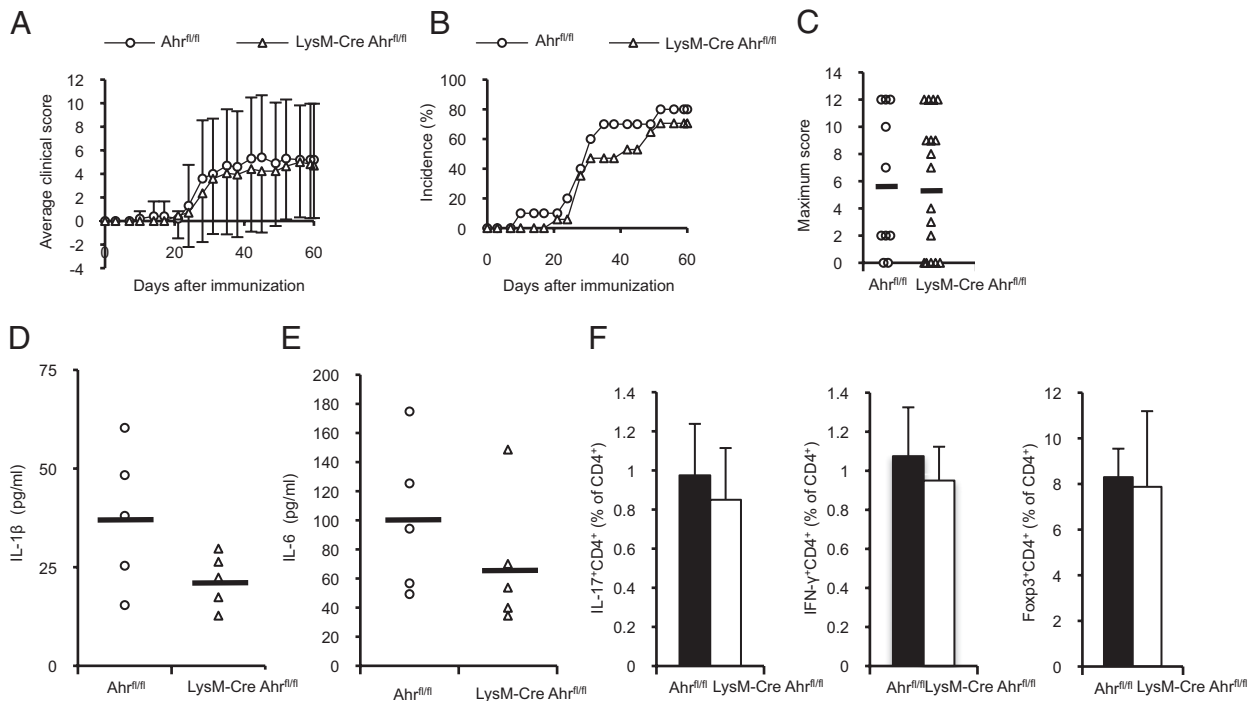 A
Ahrfl/fl
LysM-Cre Ahrfl/fl
Average clinical score
12
10
8
6
4
2
0
-2
-4
0
20
40
60
Days after immunization
B
Ahrfl/fl
LysM-Cre Ahrfl/fl
Incidence (%)
100
80
60
40
20
0
0
20
40
60
Days after immunization
C
Maximum score
14
12
10
8
6
4
2
0
Ahrfl/fl
LysM-Cre Ahrfl/fl
D
IL-1β (pg/ml)
75
50
25
0
Ahrfl/fl
LysM-Cre Ahrfl/fl
E
IL-6 (pg/ml)
200
180
160
140
120
100
80
60
40
20
0
Ahrfl/fl
LysM-Cre Ahrfl/fl
F
IL-17+CD4+ (% of CD4+)
1.4
1.2
1
0.8
0.6
0.4
0.2
0
Ahrfl/fl LysM-Cre Ahrfl/fl
IFN-γ+CD4+ (% of CD4+)
1.4
1.2
1
0.8
0.6
0.4
0.2
0
Ahrfl/fl LysM-Cre Ahrfl/fl
Foxp3+CD4+ (% of CD4+)
12
10
8
6
4
2
0
Ahrfl/fl LysM-Cre Ahrfl/fl